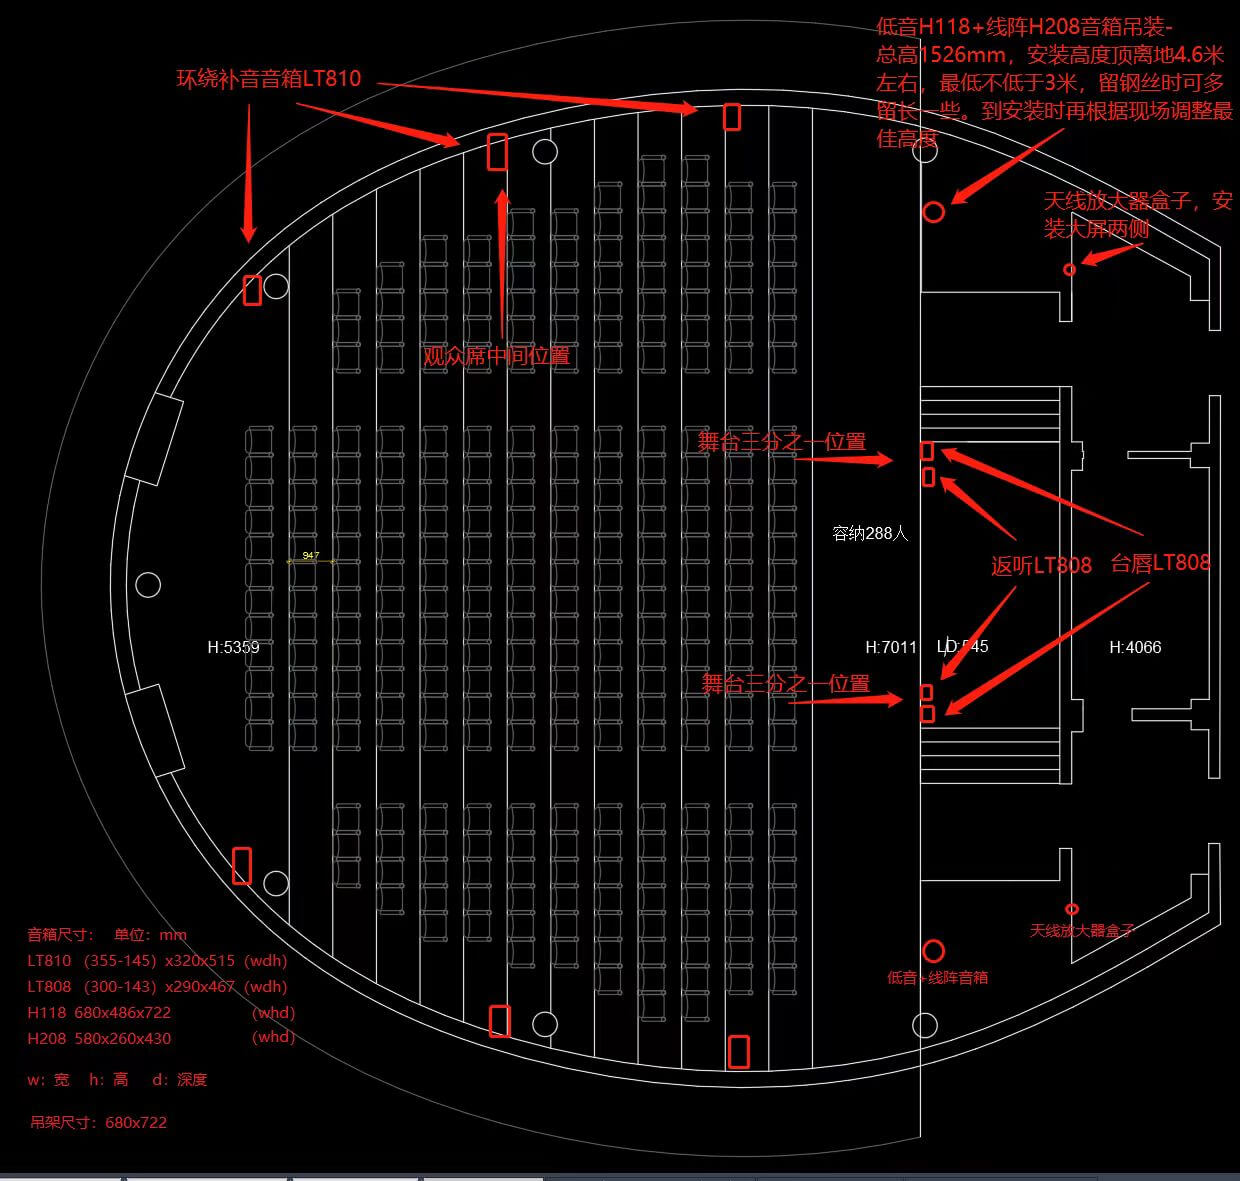 低音H118+线阵H208音箱吊装-
总高1526mm，安装高度顶离地4.6米
左右，最低不低于3米，留钢丝时可多
留长一些。到安装时再根据现场调整最
佳高度
环绕补音音箱LT810
天线放大器盒子，安
装大屏两侧
观众席中间位置
舞台三分之一位置
容纳288人
947
返听LT808
台唇LT808
H:5359
H:7011
H:4066
舞台三分之一位置
天线放大器盒子
低音+线阵音箱
音箱尺寸： 单位：mm
LT810 （355-145）x320x515（wdh）
LT808 （300-143）x290x467（wdh）
H118 680x486x722 （whd）
H208 580x260x430 （whd）
w：宽 h：高 d：深度
吊架尺寸：680x722